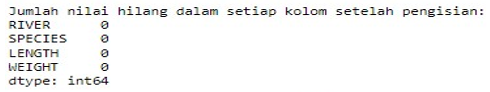 Jumlah nilai hilang dalam setiap kolom setelah pengisian:
RIVER      0
SPECIES    0
LENGTH     0
WEIGHT     0
dtype: int64